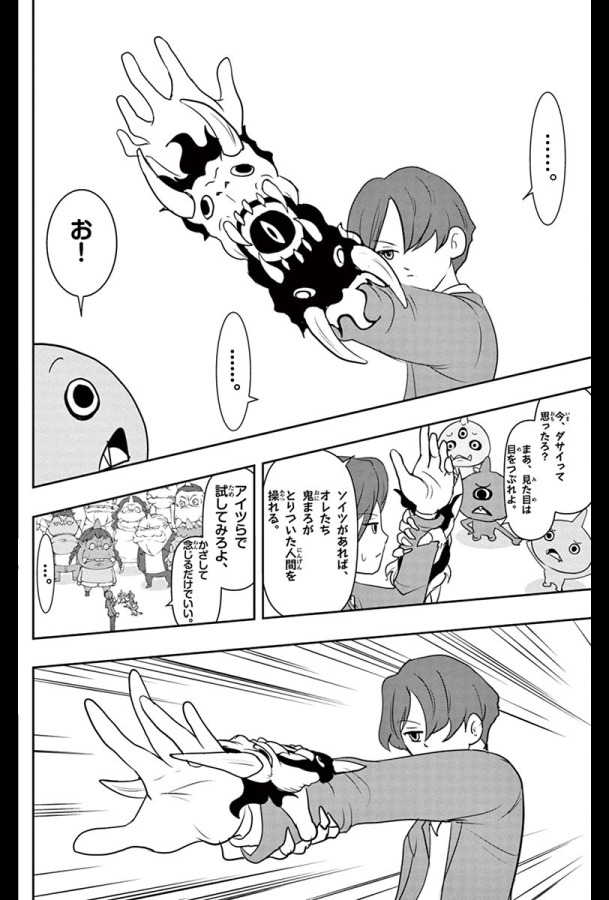 ……。
お！
……。
今、ダサイって
思ったろ？
まあ、見た目は
目をつぶれよ。
ソイツがあれば、
オレたち
鬼まろが
とりついた人間を
操れる。
アイツらで
試してみろよ、
かざして
念じるだけでいい。
…。